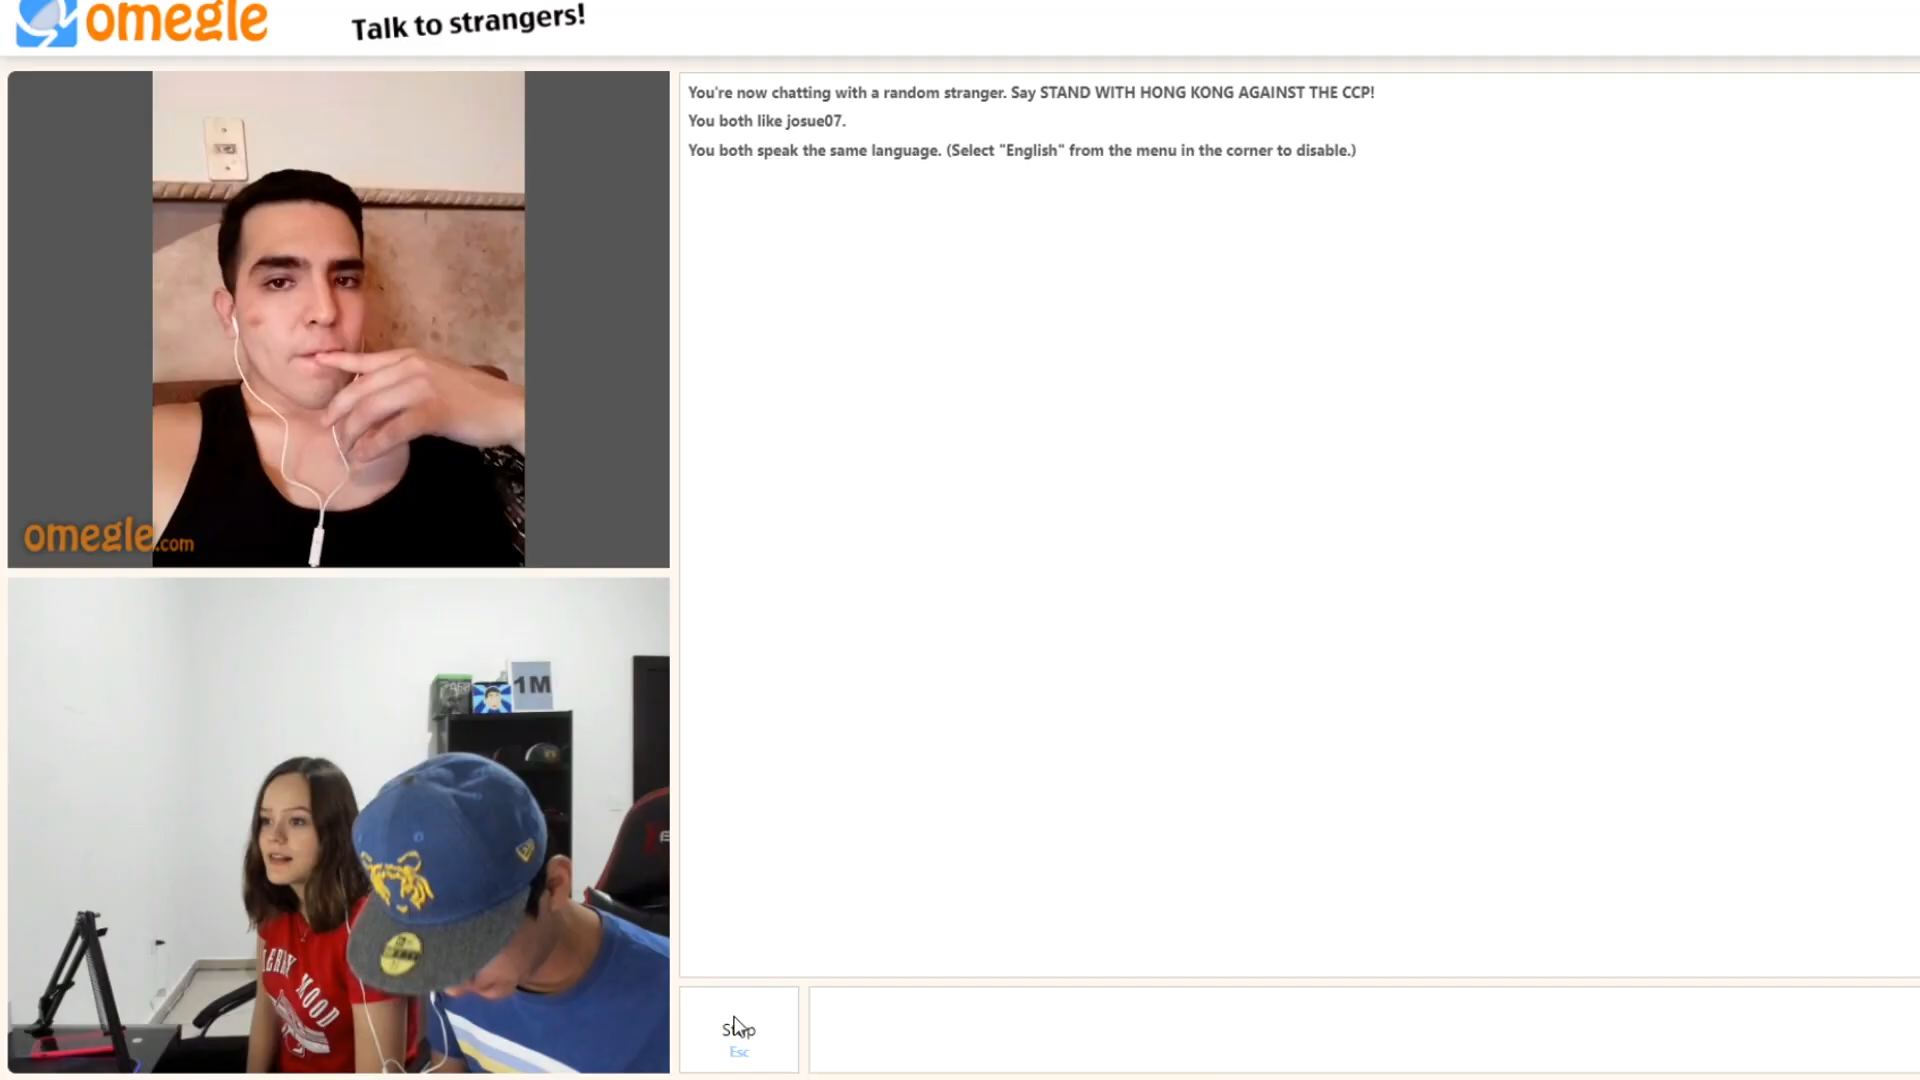 omegle
Talk to strangers!
You're now chatting with a random stranger. Say STAND WITH HONG KONG AGAINST THE CCP!
You both like josue07.
You both speak the same language. (Select "English" from the menu in the corner to disable.)
omegle.com
1M
MOOD
Stop
Esc